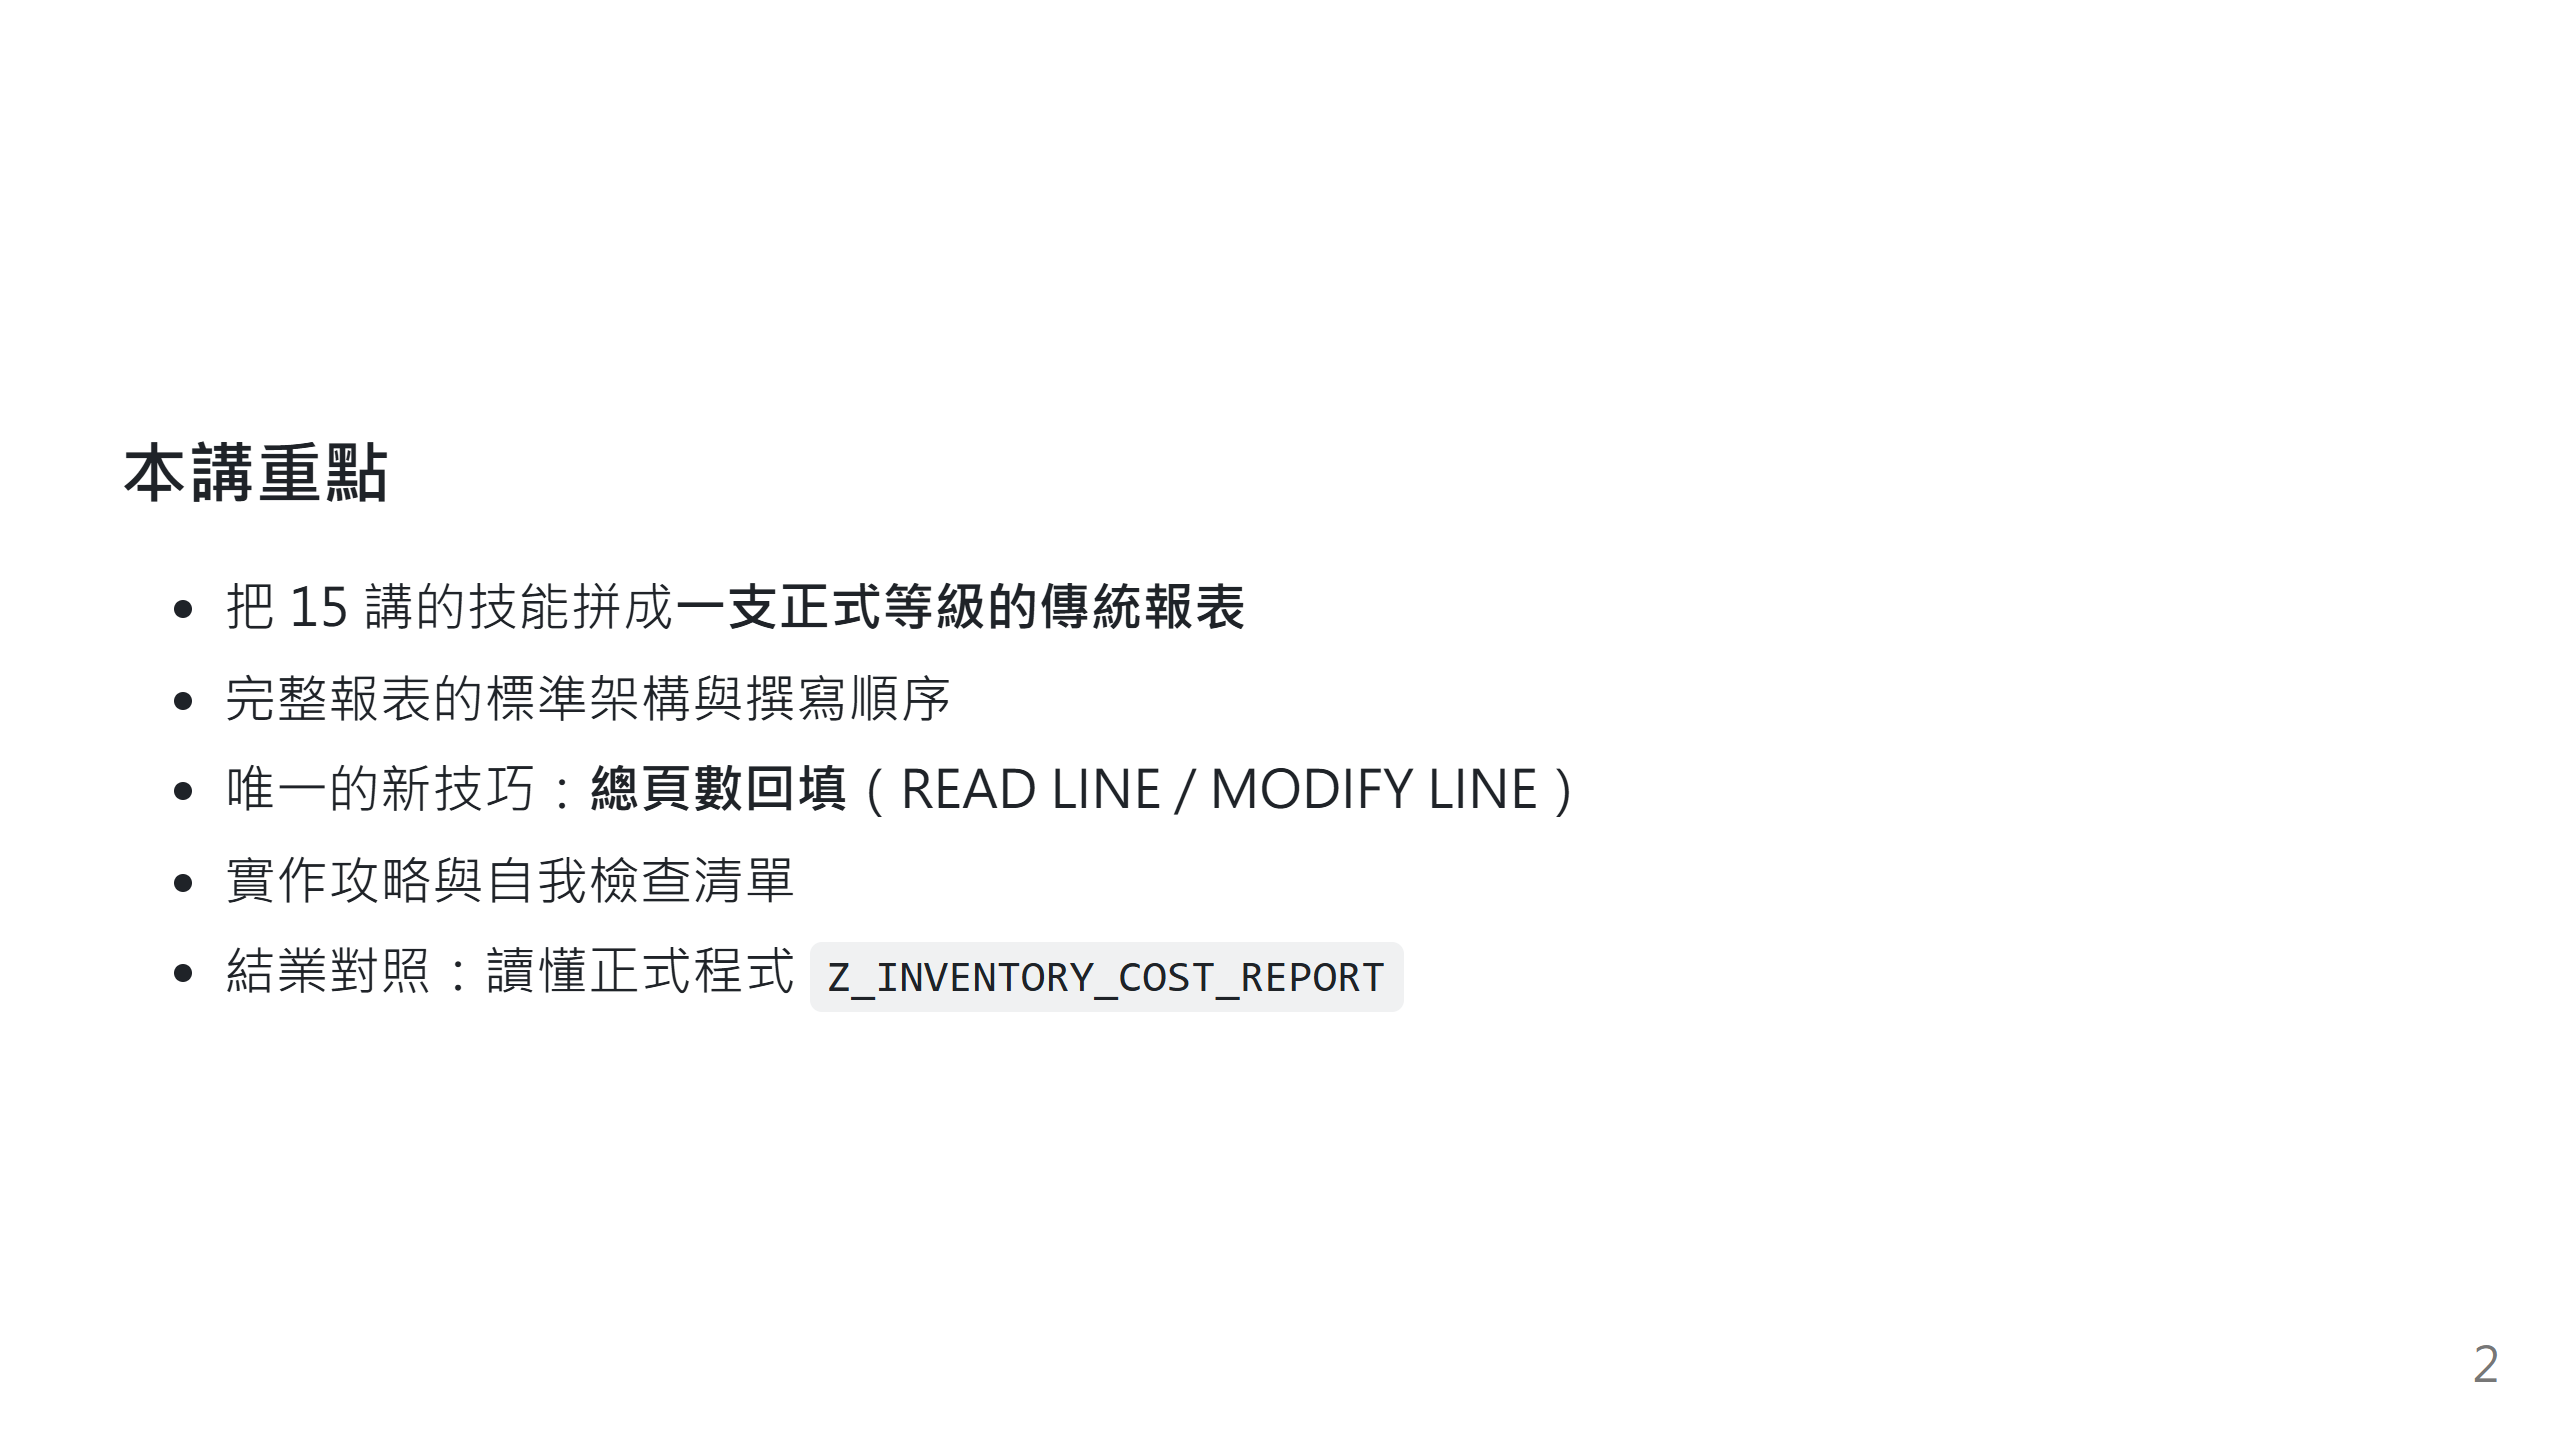 本講重點
把 15 講的技能拼成一支正式等級的傳統報表
完整報表的標準架構與撰寫順序
唯一的新技巧：總頁數回填（READ LINE / MODIFY LINE）
實作攻略與自我檢查清單
結業對照：讀懂正式程式 Z_INVENTORY_COST_REPORT
2